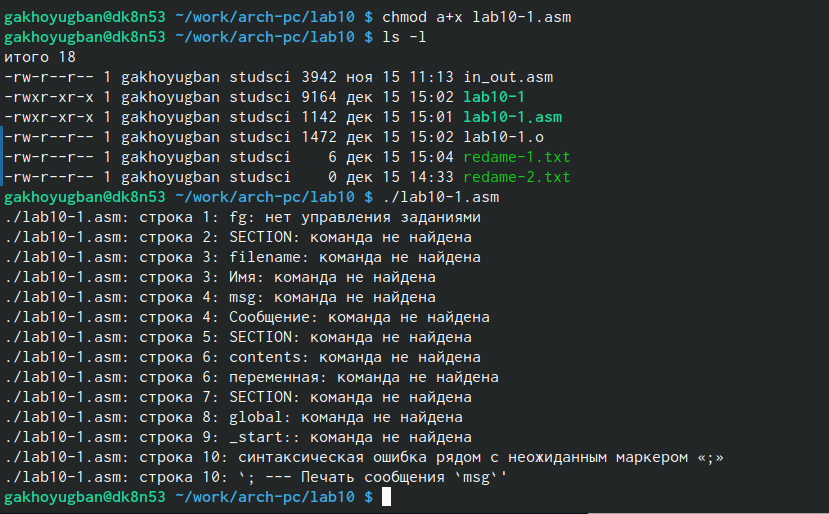 gakhoyugban@dk8n53 ~/work/arch-pc/lab10 $ chmod a+x lab10-1.asm
gakhoyugban@dk8n53 ~/work/arch-pc/lab10 $ ls -l
итого 18
-rw-r--r-- 1 gakhoyugban studsci 3942 ноя 15 11:13 in_out.asm
-rwxr-xr-x 1 gakhoyugban studsci 9164 дек 15 15:02 lab10-1
-rwxr-xr-x 1 gakhoyugban studsci 1142 дек 15 15:01 lab10-1.asm
-rw-r--r-- 1 gakhoyugban studsci 1472 дек 15 15:02 lab10-1.o
-rw-r--r-- 1 gakhoyugban studsci    6 дек 15 15:04 redame-1.txt
-rw-r--r-- 1 gakhoyugban studsci    0 дек 15 14:33 redame-2.txt
gakhoyugban@dk8n53 ~/work/arch-pc/lab10 $ ./lab10-1.asm
./lab10-1.asm: строка 1: fg: нет управления заданиями
./lab10-1.asm: строка 2: SECTION: команда не найдена
./lab10-1.asm: строка 3: filename: команда не найдена
./lab10-1.asm: строка 3: Имя: команда не найдена
./lab10-1.asm: строка 4: msg: команда не найдена
./lab10-1.asm: строка 4: Сообщение: команда не найдена
./lab10-1.asm: строка 5: SECTION: команда не найдена
./lab10-1.asm: строка 6: contents: команда не найдена
./lab10-1.asm: строка 6: переменная: команда не найдена
./lab10-1.asm: строка 7: SECTION: команда не найдена
./lab10-1.asm: строка 8: global: команда не найдена
./lab10-1.asm: строка 9: _start:: команда не найдена
./lab10-1.asm: строка 10: синтаксическая ошибка рядом с неожиданным маркером «;»
./lab10-1.asm: строка 10: `; --- Печать сообщения `msg`'
gakhoyugban@dk8n53 ~/work/arch-pc/lab10 $